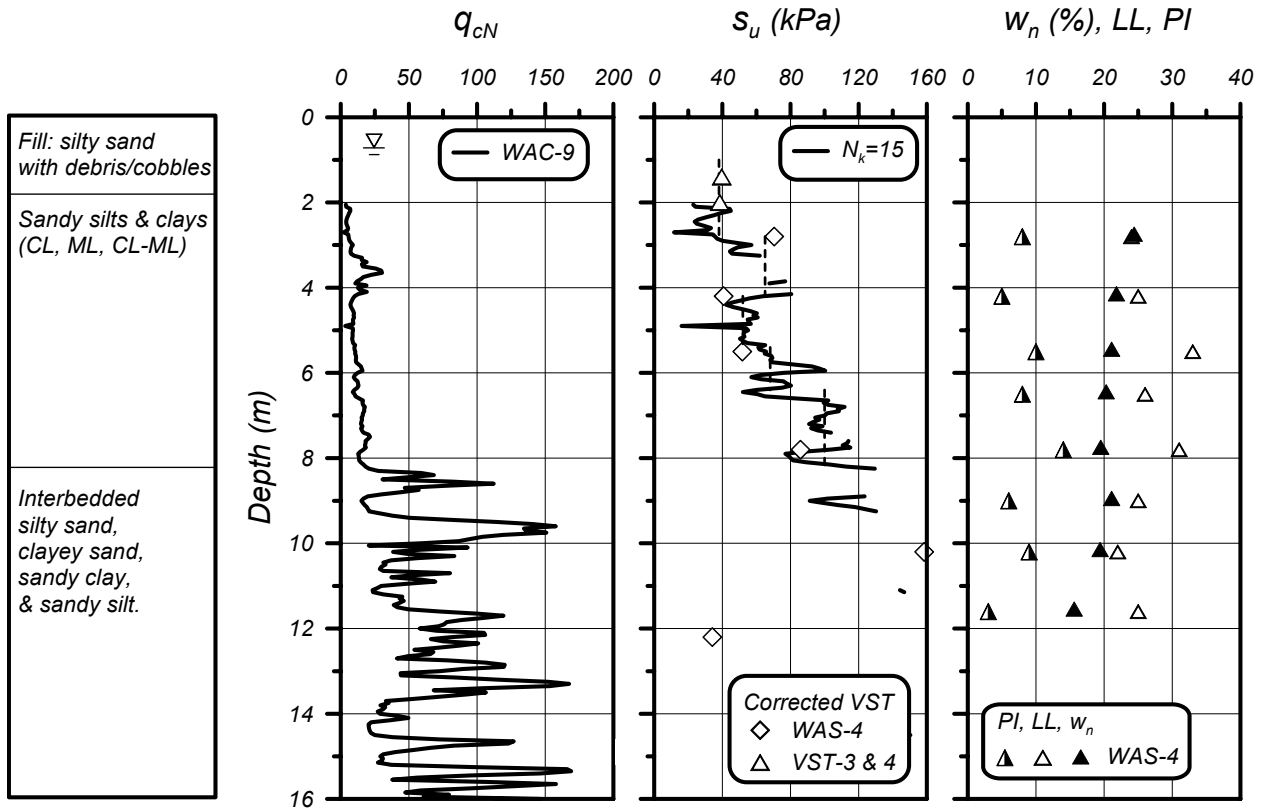 q_cN
s_u (kPa)
w_n (%), LL, PI
0 50 100 150 200
0 40 80 120 160
0 10 20 30 40
Fill: silty sand
with debris/cobbles
Sandy silts & clays
(CL, ML, CL-ML)
Interbedded
silty sand,
clayey sand,
sandy clay,
& sandy silt.
Depth (m)
0
2
4
6
8
10
12
14
16
WAC-9
N_k=15
Corrected VST
WAS-4
VST-3 & 4
PI, LL, w_n
WAS-4